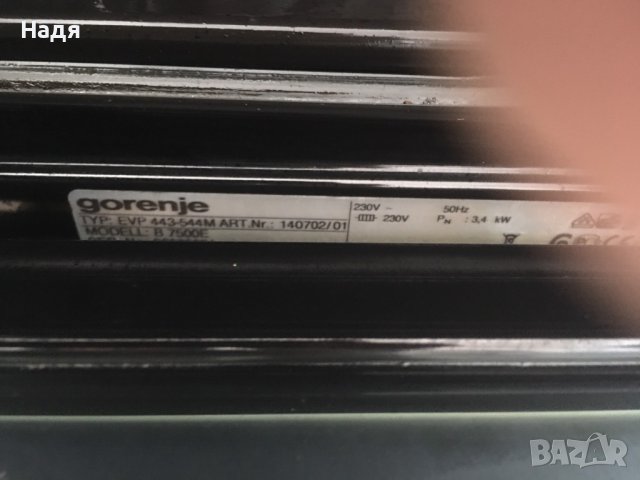 Надя
gorenje
TYP: EVP 443-544M ART.Nr.: 140702/01
MODELL: B 7500E
230V ~ 50Hz
230V PN : 3,4 kW
BAZAR